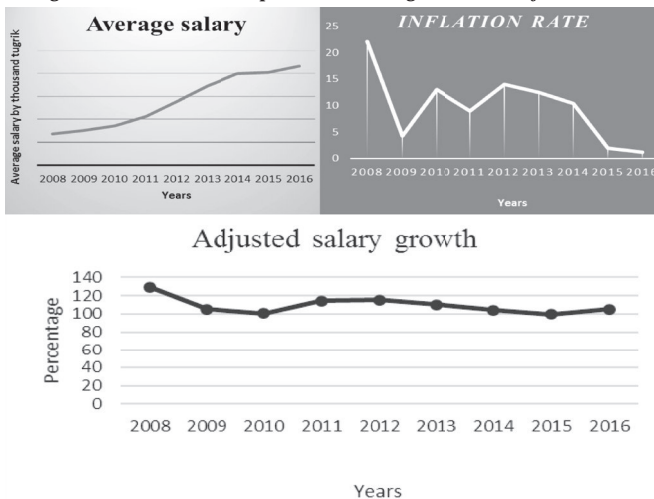 Average salary
Average salary by thousand tugrik
2008 2009 2010 2011 2012 2013 2014 2015 2016
Years
INFLATION RATE
25
20
15
10
5
0
2008 2009 2010 2011 2012 2013 2014 2015 2016
Years
Adjusted salary growth
Percentage
140
120
100
80
60
40
20
0
2008 2009 2010 2011 2012 2013 2014 2015 2016
Years